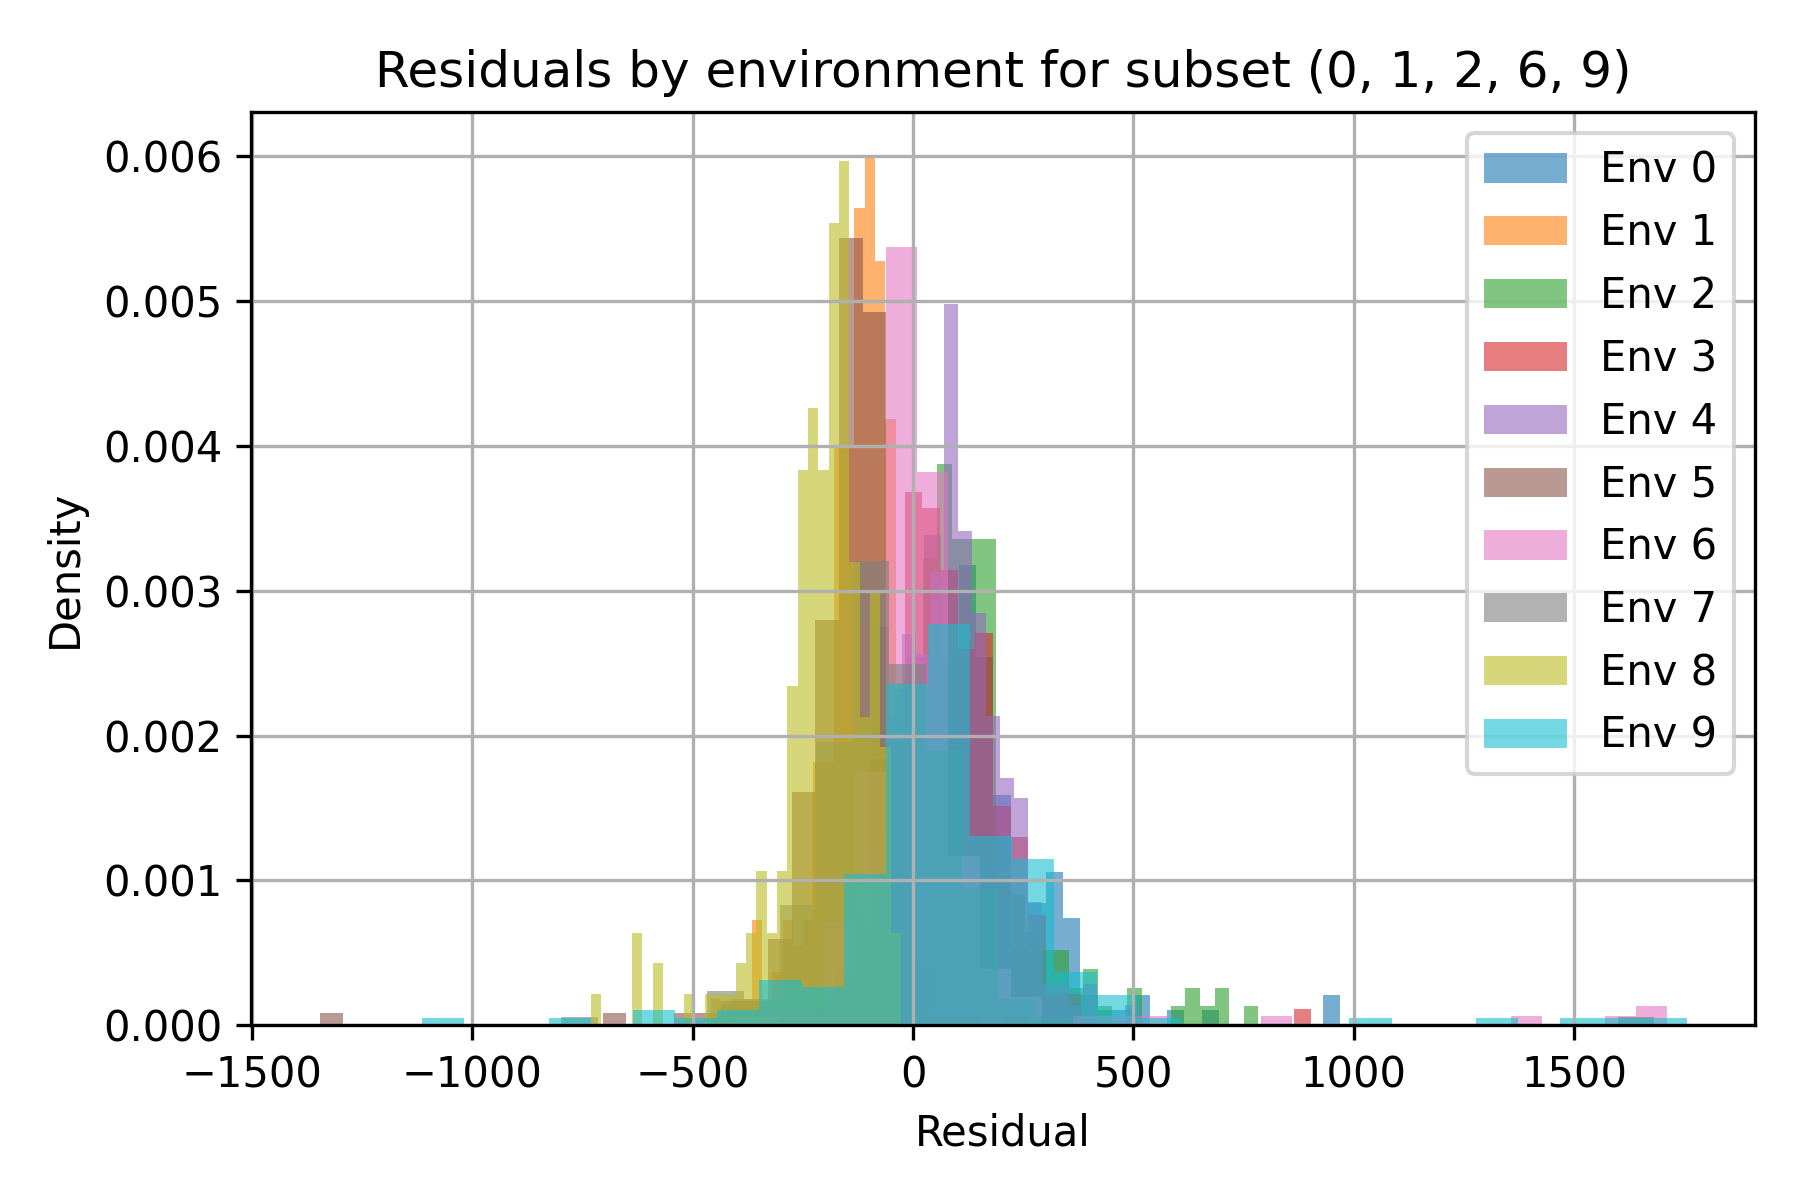 Residuals by environment for subset (0, 1, 2, 6, 9)
0.006
0.005
0.004
0.003
0.002
0.001
0.000
Density
−1500
−1000
−500
0
500
1000
1500
Residual
Env 0
Env 1
Env 2
Env 3
Env 4
Env 5
Env 6
Env 7
Env 8
Env 9